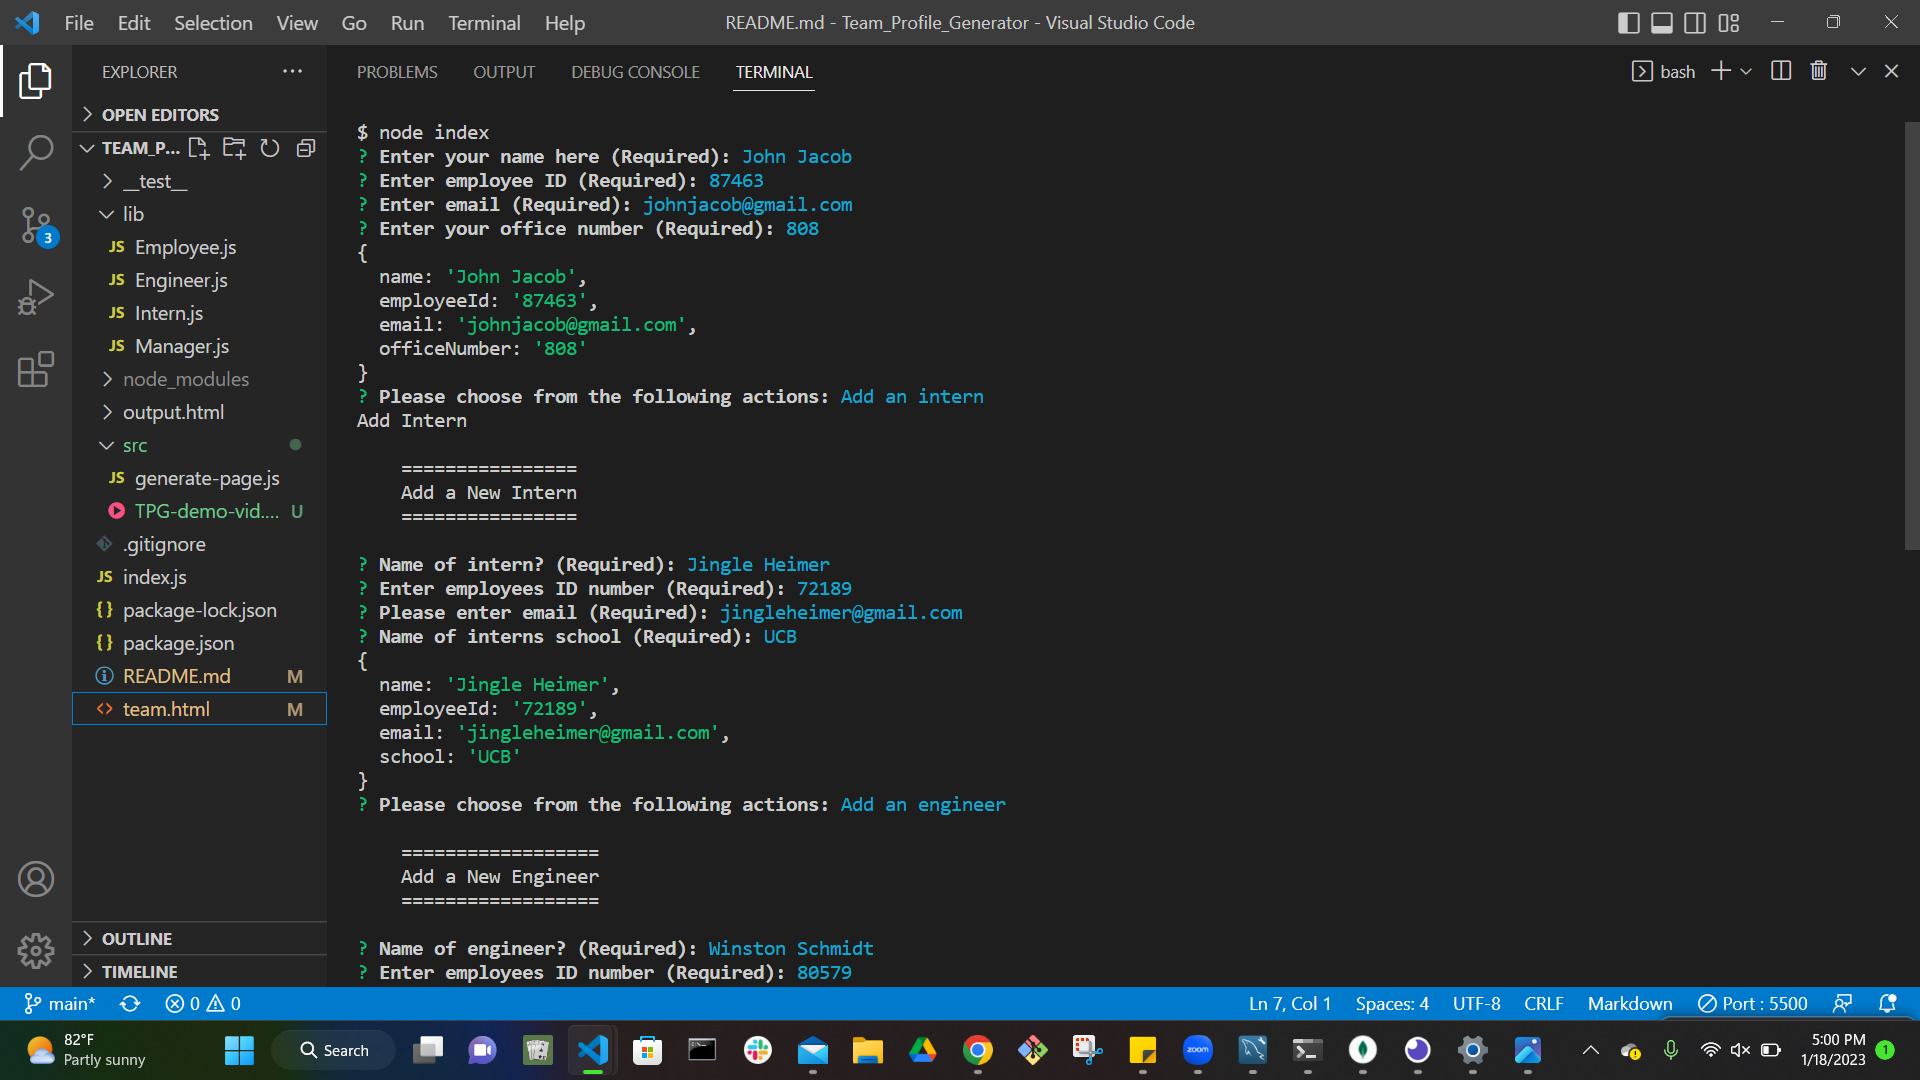 File Edit Selection View Go Run Terminal Help
README.md - Team_Profile_Generator - Visual Studio Code
EXPLORER
OPEN EDITORS
TEAM_P...
__test__
lib
JS Employee.js
JS Engineer.js
JS Intern.js
JS Manager.js
node_modules
output.html
src
JS generate-page.js
TPG-demo-vid.... U
.gitignore
JS index.js
{} package-lock.json
{} package.json
README.md M
<> team.html M
OUTLINE
TIMELINE
3
PROBLEMS OUTPUT DEBUG CONSOLE TERMINAL
bash
$ node index
? Enter your name here (Required): John Jacob
? Enter employee ID (Required): 87463
? Enter email (Required): johnjacob@gmail.com
? Enter your office number (Required): 808
{
name: 'John Jacob',
employeeId: '87463',
email: 'johnjacob@gmail.com',
officeNumber: '808'
}
? Please choose from the following actions: Add an intern
Add Intern
================
Add a New Intern
================
? Name of intern? (Required): Jingle Heimer
? Enter employees ID number (Required): 72189
? Please enter email (Required): jingleheimer@gmail.com
? Name of interns school (Required): UCB
{
name: 'Jingle Heimer',
employeeId: '72189',
email: 'jingleheimer@gmail.com',
school: 'UCB'
}
? Please choose from the following actions: Add an engineer
==================
Add a New Engineer
==================
? Name of engineer? (Required): Winston Schmidt
? Enter employees ID number (Required): 80579
main* 0 0
Ln 7, Col 1 Spaces: 4 UTF-8 CRLF Markdown Port : 5500
82°F
Partly sunny
Search
zoom
5:00 PM
1/18/2023
1